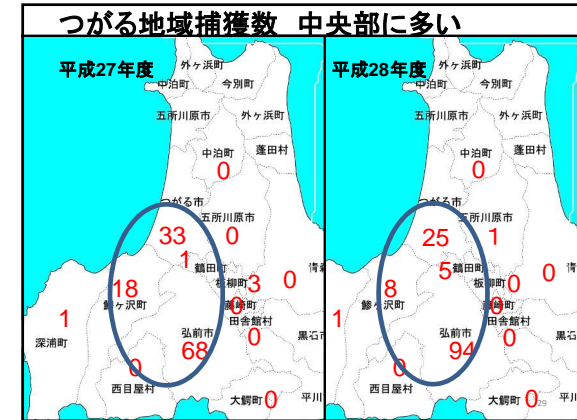 つがる地域捕獲数 中央部に多い
平成27年度
外ヶ浜町
中泊町
今別町
五所川原市
外ヶ浜町
中泊町
蓬田村
0
つがる市
五所川原市
33
0
1
鶴田町
18
板柳町
3
0
鰺ヶ沢町
0
藤崎町
1
田舎館村
深浦町
弘前市
0
黒石
68
0
西目屋村
大鰐町
0
平川
平成28年度
外ヶ浜町
中泊町
今別町
五所川原市
外ヶ浜町
中泊町
蓬田村
0
つがる市
五所川原市
25
1
5
鶴田町
8
板柳町
0
0
青
鰺ヶ沢町
0
藤崎町
1
田舎館村
深浦町
弘前市
0
黒
94
0
西目屋村
大鰐町
0
平川
29